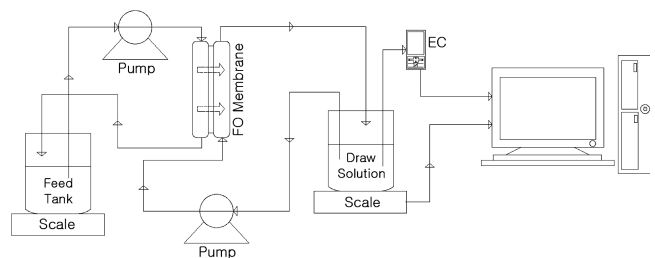 Pump
FO Membrane
EC
Feed
Tank
Scale
Draw
Solution
Scale
Pump